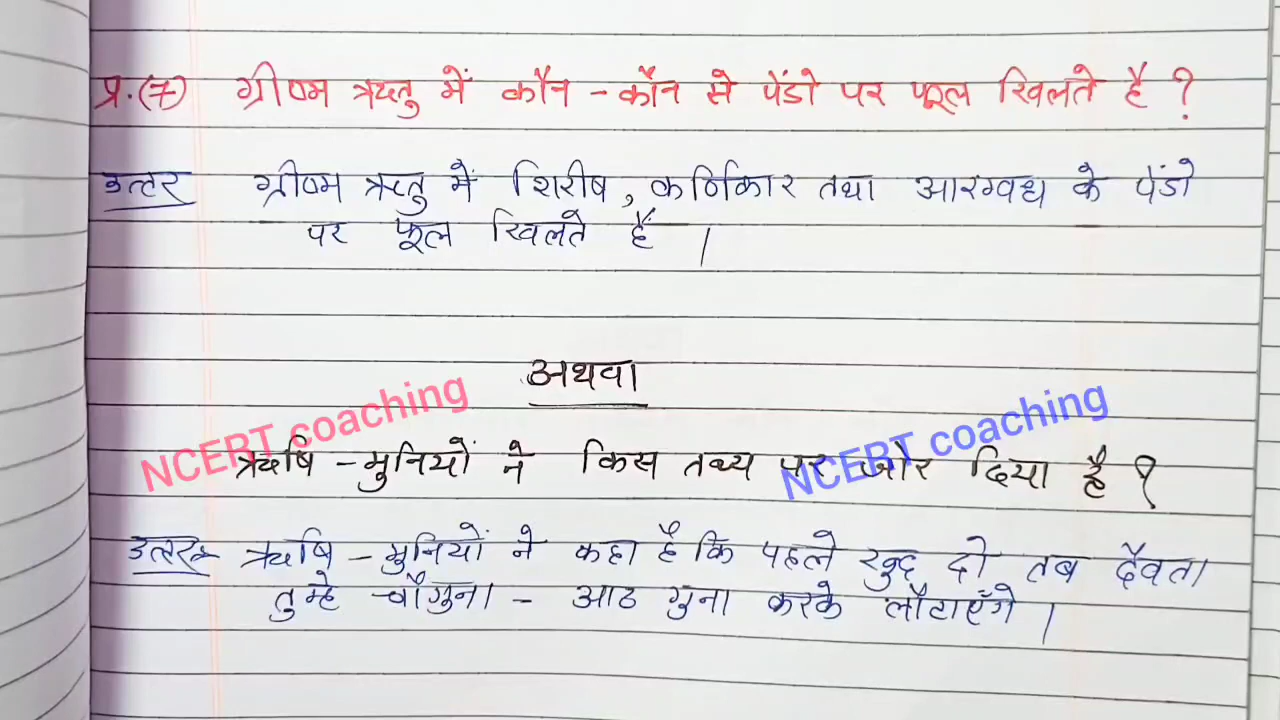 प्र.(7) ग्रीष्म ऋतु में कौन - कौन से पेंडो पर फूल खिलते है ?
उत्तर ग्रीष्म ऋतु में शिरीष , कर्णिकार तथा आरग्वध के पेंडो
पर फूल खिलते हैं ।
अथवा
NCERT coaching
NCERT coaching
ऋषि - मुनियों ने किस तथ्य पर जोर दिया है ?
उत्तर ऋषि - मुनियों ने कहा है कि पहले खुद दो तब दैवता
तुम्हे चौगुना - आठ गुना करके लौटाएँगे ।